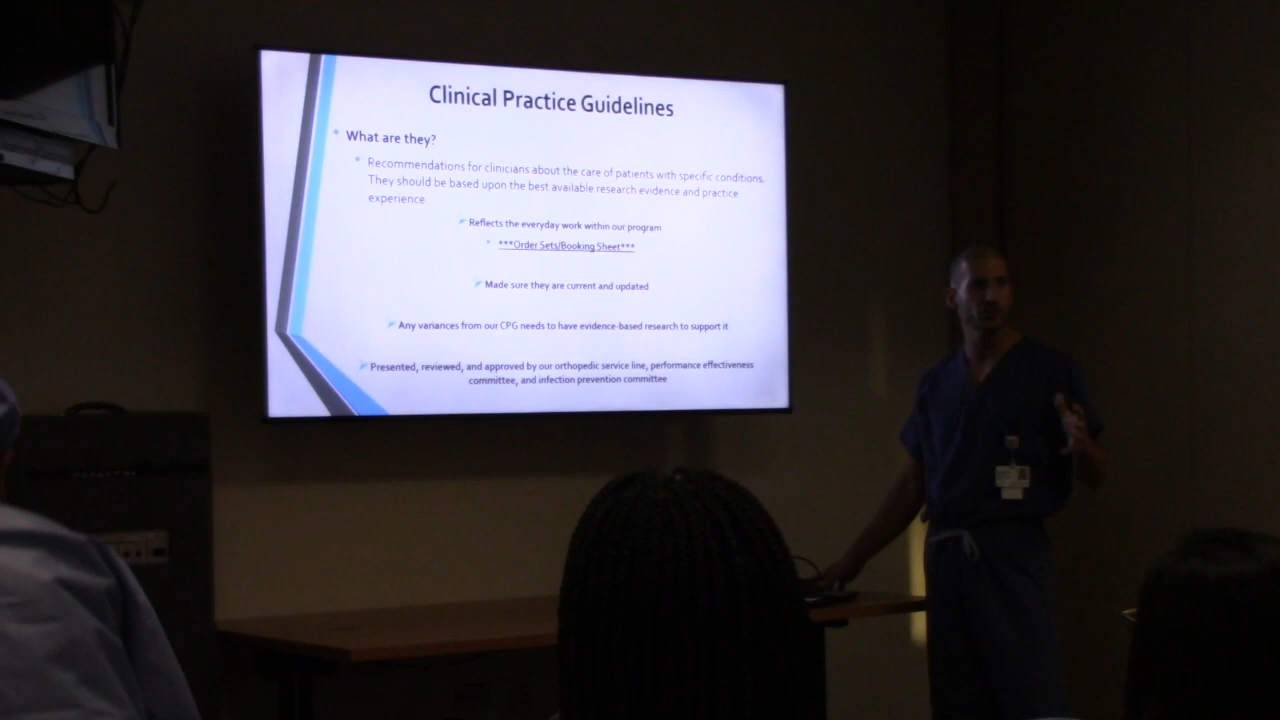 Clinical Practice Guidelines
What are they?
Recommendations for clinicians about the care of patients with specific conditions.
They should be based upon the best available research evidence and practice
experience
Reflects the everyday work within our program
***Order Sets/Booking Sheet***
Made sure they are current and updated
Any variances from our CPG needs to have evidence-based research to support it
Presented, reviewed, and approved by our orthopedic service line, performance effectiveness
committee, and infection prevention committee